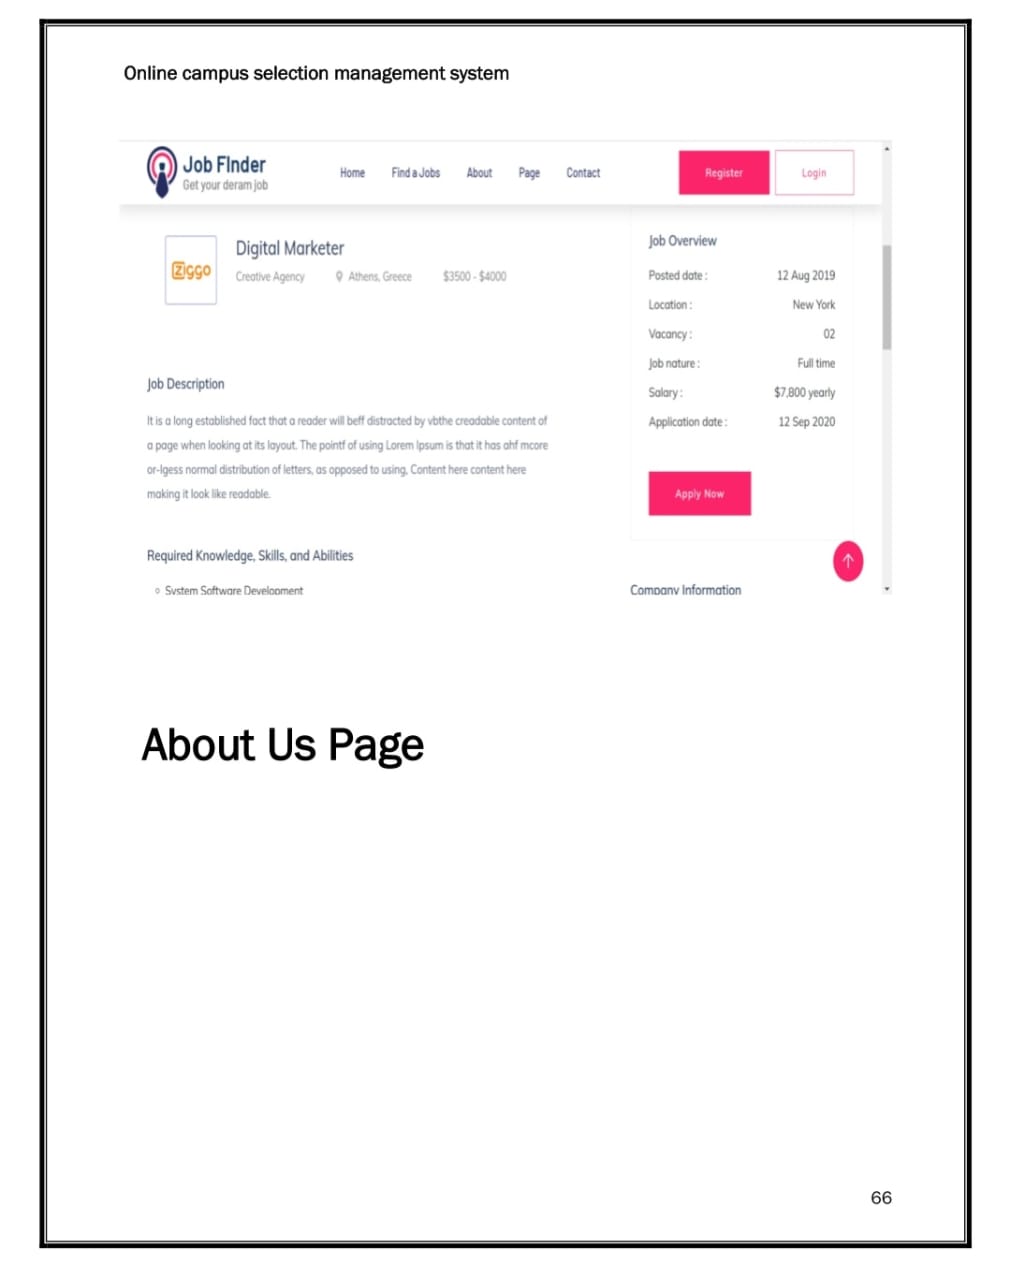 Online campus selection management system
Job FInder
Get your deram job
Home Find a Jobs About Page Contact
Register Login
ZIggo
Digital Marketer
Creative Agency Athens, Greece $3500 - $4000
Job Description
It is a long established fact that a reader will beff distracted by vbthe creadable content of
a page when looking at its layout. The pointf of using Lorem Ipsum is that it has ahf mcore
or-lgess normal distribution of letters, as opposed to using, Content here content here
making it look like readable.
Required Knowledge, Skills, and Abilities
System Software Development
Job Overview
Posted date : 12 Aug 2019
Location : New York
Vacancy : 02
Job nature : Full time
Salary : $7,800 yearly
Application date : 12 Sep 2020
Apply Now
Company Information
About Us Page
66